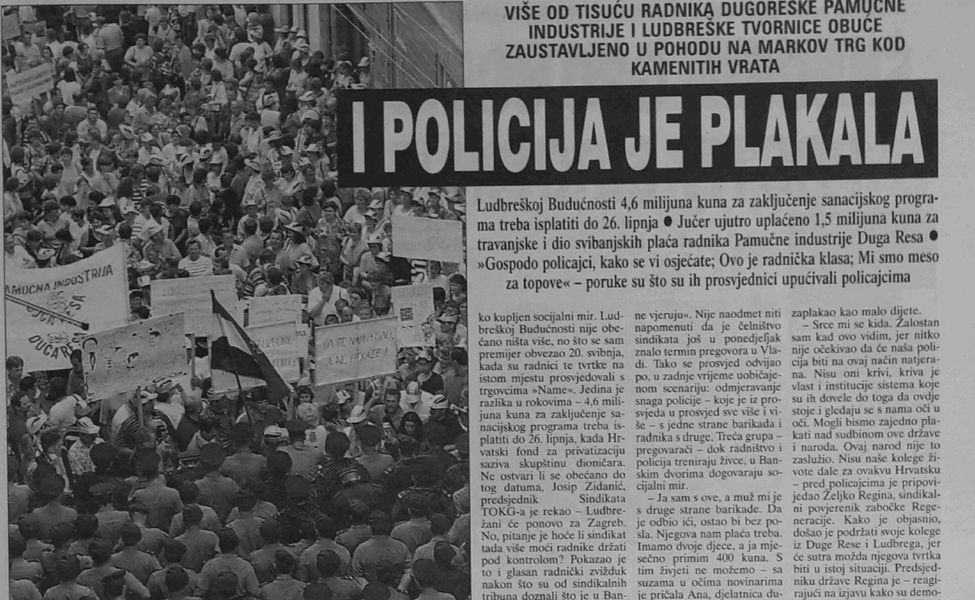 VIŠE OD TISUĆU RADNIKA DUGOREŠKE PAMUČNE
INDUSTRIJE I LUDBREŠKE TVORNICE OBUĆE
ZAUSTAVLJENO U POHODU NA MARKOV TRG KOD
KAMENITIH VRATA
I POLICIJA JE PLAKALA
Ludbreškoj Budućnosti 4,6 milijuna kuna za zaključenje sanacijskog progra-
ma treba isplatiti do 26. lipnja ● Jučer ujutro uplaćeno 1,5 milijuna kuna za
travanjske i dio svibanjskih plaća radnika Pamučne industrije Duga Resa ●
»Gospodo policajci, kako se vi osjećate; Ovo je radnička klasa; Mi smo meso
za topove« – poruke su što su ih prosvjednici upućivali policajcima
ko kupljen socijalni mir. Lud-
breškoj Budućnosti nije obe-
ćano ništa više, no što se sam
premijer obvezao 20. svibnja,
kada su radnici te tvrtke na
istom mjestu prosvjedovali s
trgovcima »Name«. Jedina je
razlika u rokovima – 4,6 mili-
juna kuna za zaključenje sa-
nacijskog programa treba is-
platiti do 26. lipnja, kada Hr-
vatski fond za privatizaciju
saziva skupštinu dioničara.
Ne ostvari li se obećano do
tog datuma, Josip Zidanić,
predsjednik Sindikata
TOKG-a je rekao – Ludbre-
žani će ponovo za Zagreb.
No, pitanje je hoće li sindikat
tada više moći radnike držati
pod kontrolom? Pokazao je
to i glasan radnički zvižduk
nakon što su od sindikalnih
tribuna doznali što je u Ban-
ne vjeruju«. Nije naodmet niti
napomenuti da je čelništvo
sindikata još u ponedjeljak
znalo termin pregovora u Vla-
di. Tako se prosvjed odvijao
po, u zadnje vrijeme uobičaje-
nom scenariju: odmjeravanje
snaga policije – koje je iz pro-
svjeda u prosvjed sve više i vi-
še – s jedne strane barikada i
radnika s druge. Treća grupa –
pregovarači – dok radništvo i
policija treniraju živce, u Ban-
skim dvorima dogovaraju so-
cijalni mir.
– Ja sam s ove, a muž mi je
s druge strane barikade. Da
je odbio ići, ostao bi bez po-
sla. Njegova nam plaća treba.
Imamo dvoje djece, a ja mje-
sečno primim 400 kuna. S
tim živjeti ne možemo – sa
suzama u očima novinarima
je pričala Ana, djelatnica du-
zaplakao kao malo dijete.
– Srce mi se kida. Žalostan
sam kad ovo vidim, jer nitko
nije očekivao da će naša poli-
cija biti na ovaj način natjera-
na. Nisu oni krivi, kriva je
vlast i institucije sistema koje
su ih dovele do toga da ovdje
stoje i gledaju se s nama oči u
oči. Mogli bismo zajedno pla-
kati nad sudbinom ove države
i naroda. Ovaj narod nije to
zaslužio. Nisu naše kolege ži-
vote dale za ovakvu Hrvatsku
– pred policajcima je pripovi-
jedao Željko Regina, sindikal-
ni povjerenik zabočke Rege-
neracije. Kako je objasnio,
došao je podržati svoje kolege
iz Duge Rese i Ludbrega, jer
će sutra možda njegova tvrtka
biti u istoj situaciji. Predsjed-
niku države Regina je – reagi-
rajući na izjavu kako su demo-
AMUČNA INDUSTRIJA
DUGA RESA